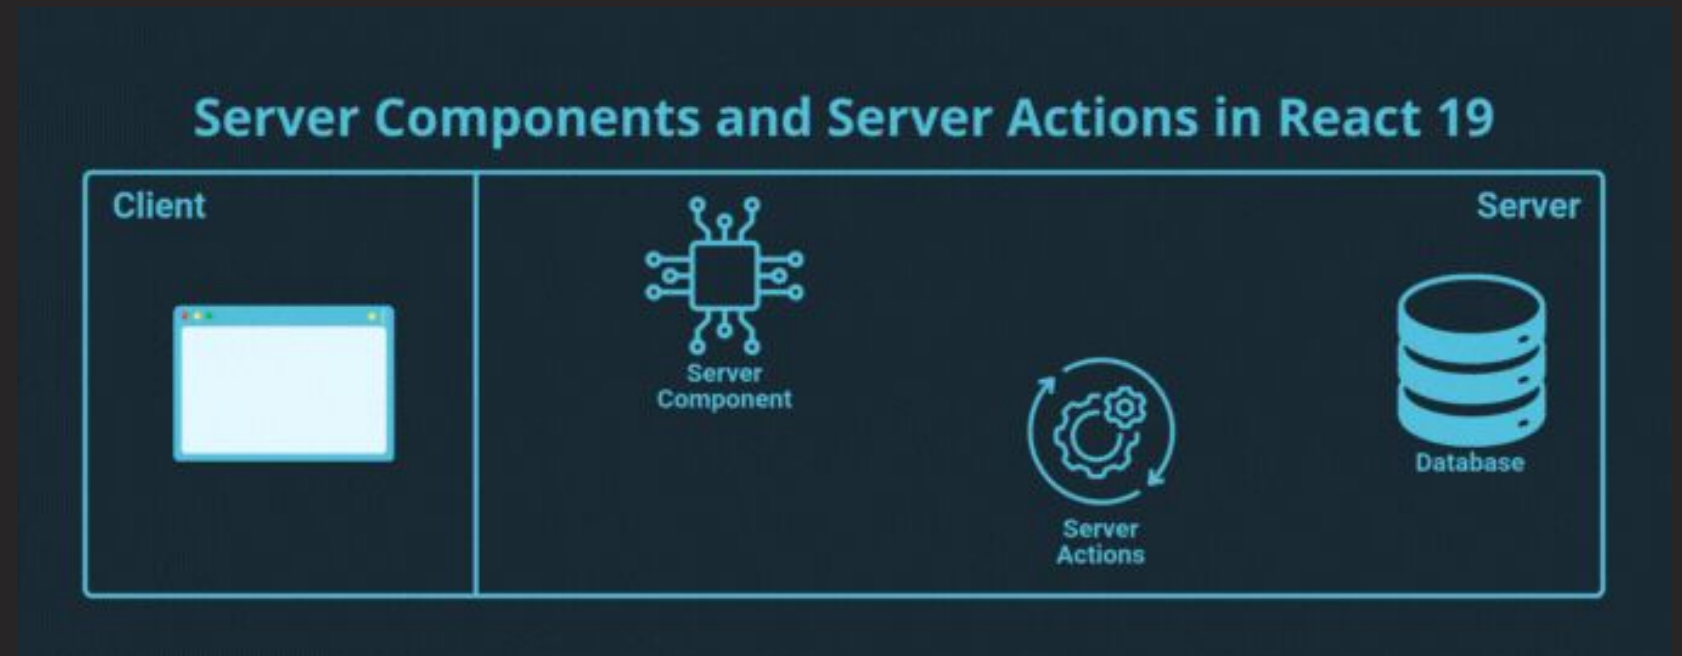 Server Components and Server Actions in React 19
Client
Server
Server
Component
Server
Actions
Database